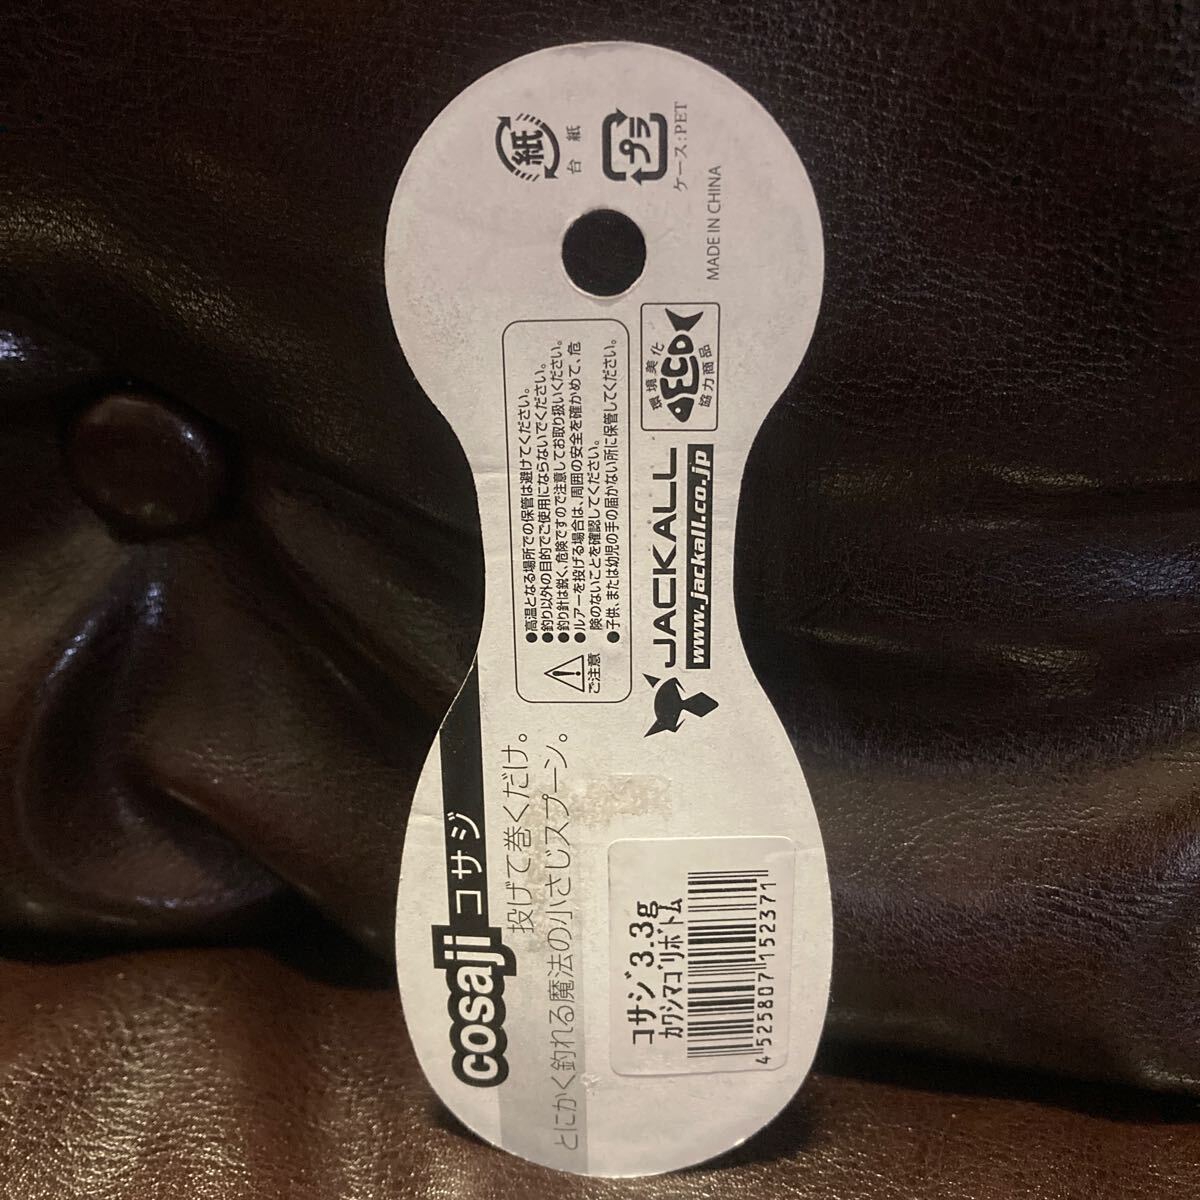 cosaji コサジ
投げて巻くだけ。
とにかく釣れる魔法の小さじスプーン。
コサジ3.3g
カワシマゴリボトム
4 525807 152371
ご注意
●高温となる場所での保管は避けてください。
●釣り以外の目的でご使用にならないでください。
●釣り針は鋭く、危険ですので注意してお取り扱いください。
●ルアーを投げる場合は、周囲の安全を確かめて、危
険のないことを確認してください。
●子供、または幼児の手の届かない所に保管してください。
JACKALL
www.jackall.co.jp
環境美化
ECO
協力商品
紙
台紙
プラ
ケース:PET
MADE IN CHINA